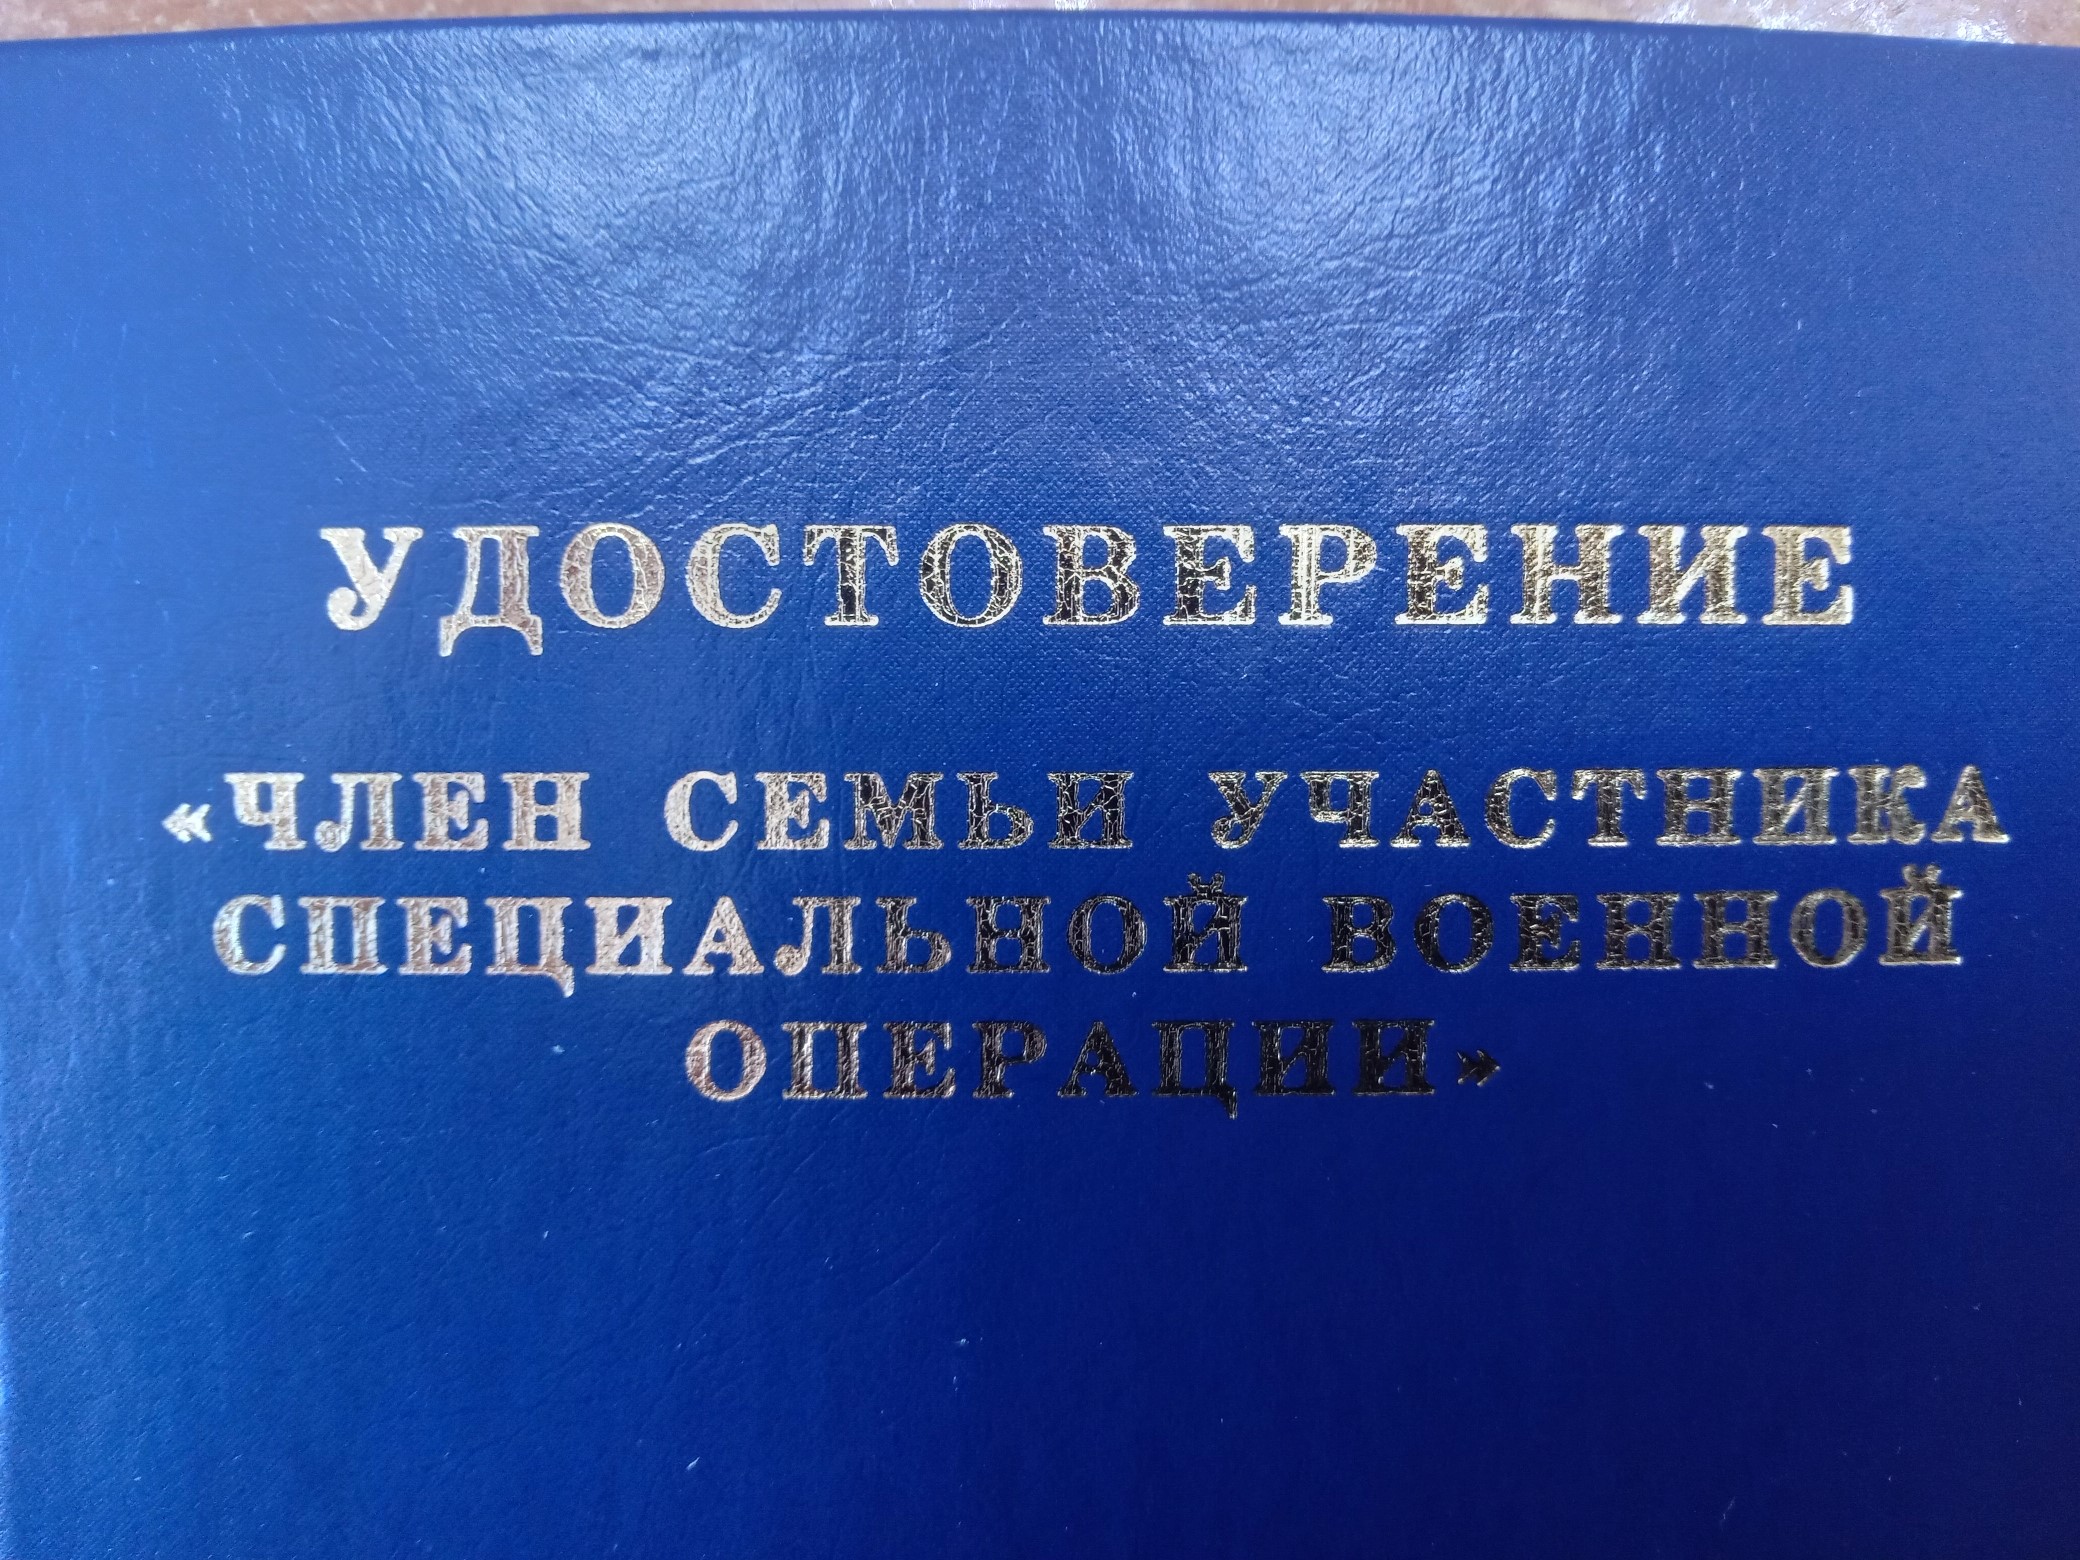 УДОСТОВЕРЕНИЕ
«ЧЛЕН СЕМЬИ УЧАСТНИКА
СПЕЦИАЛЬНОЙ ВОЕННОЙ
ОПЕРАЦИИ»